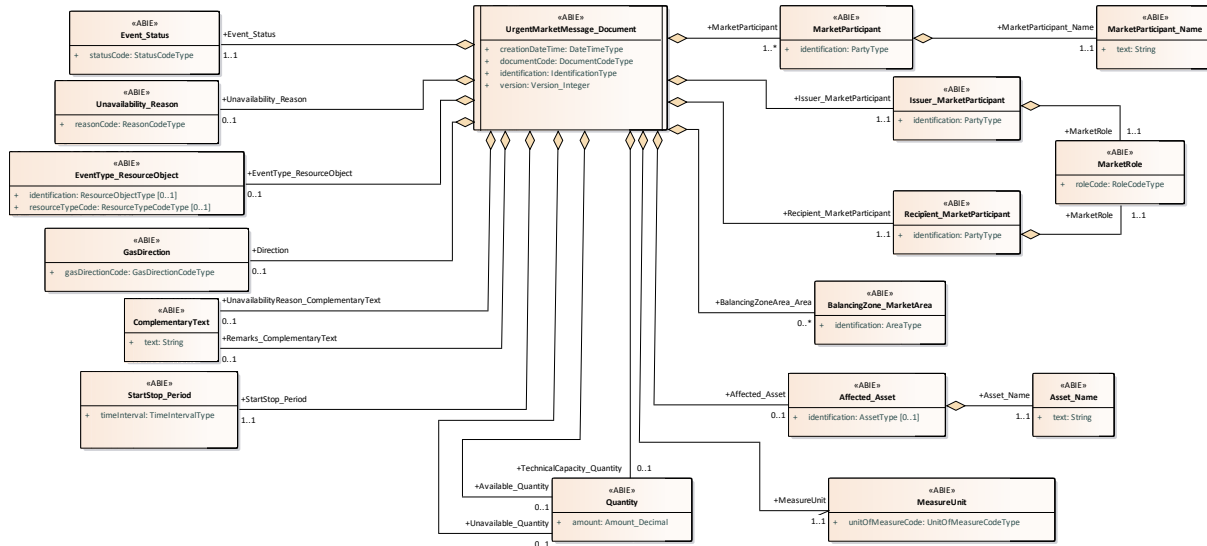 «ABIE»
Event_Status
+ statusCode: StatusCodeType
+Event_Status
1..1
«ABIE»
Unavailability_Reason
+ reasonCode: ReasonCodeType
+Unavailability_Reason
0..1
«ABIE»
EventType_ResourceObject
+ identification: ResourceObjectType [0..1]
+ resourceTypeCode: ResourceTypeCodeType [0..1]
+EventType_ResourceObject
0..1
«ABIE»
GasDirection
+ gasDirectionCode: GasDirectionCodeType
+Direction
0..1
«ABIE»
ComplementaryText
+ text: String
+UnavailabilityReason_ComplementaryText
0..1
+Remarks_ComplementaryText
0..1
«ABIE»
StartStop_Period
+ timeInterval: TimeIntervalType
+StartStop_Period
1..1
«ABIE»
UrgentMarketMessage_Document
+ creationDateTime: DateTimeType
+ documentCode: DocumentCodeType
+ identification: IdentificationType
+ version: Version_Integer
+MarketParticipant
1..*
«ABIE»
MarketParticipant
+ identification: PartyType
+MarketParticipant_Name
1..1
«ABIE»
MarketParticipant_Name
+ text: String
+Issuer_MarketParticipant
1..1
«ABIE»
Issuer_MarketParticipant
+ identification: PartyType
+MarketRole
1..1
«ABIE»
MarketRole
+ roleCode: RoleCodeType
+MarketRole
1..1
+Recipient_MarketParticipant
1..1
«ABIE»
Recipient_MarketParticipant
+ identification: PartyType
+BalancingZoneArea_Area
0..*
«ABIE»
BalancingZone_MarketArea
+ identification: AreaType
+Affected_Asset
0..1
«ABIE»
Affected_Asset
+ identification: AssetType [0..1]
+Asset_Name
1..1
«ABIE»
Asset_Name
+ text: String
+TechnicalCapacity_Quantity
0..1
+Available_Quantity
0..1
+Unavailable_Quantity
0..1
«ABIE»
Quantity
+ amount: Amount_Decimal
+MeasureUnit
1..1
«ABIE»
MeasureUnit
+ unitOfMeasureCode: UnitOfMeasureCodeType